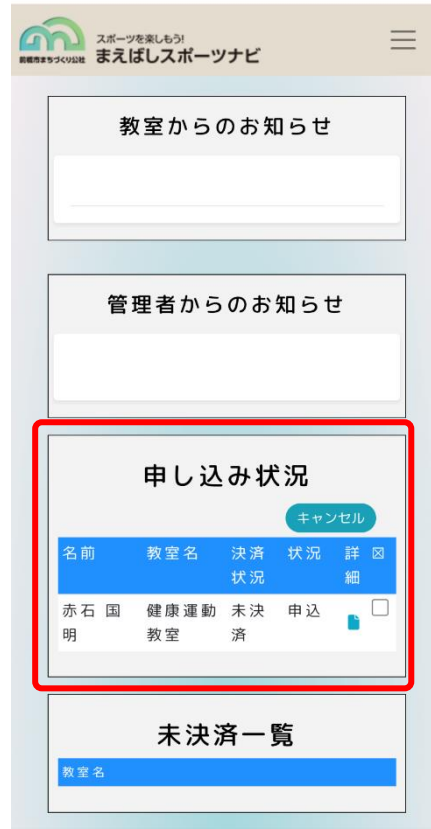 スポーツを楽しもう!
前橋市まちづくり公社
まえばしスポーツナビ
教室からのお知らせ
管理者からのお知らせ
申し込み状況
キャンセル
名前 教室名 決済 状況 詳
状況 細
赤石 国 健康運動 未決 申込
明 教室 済
未決済一覧
教室名